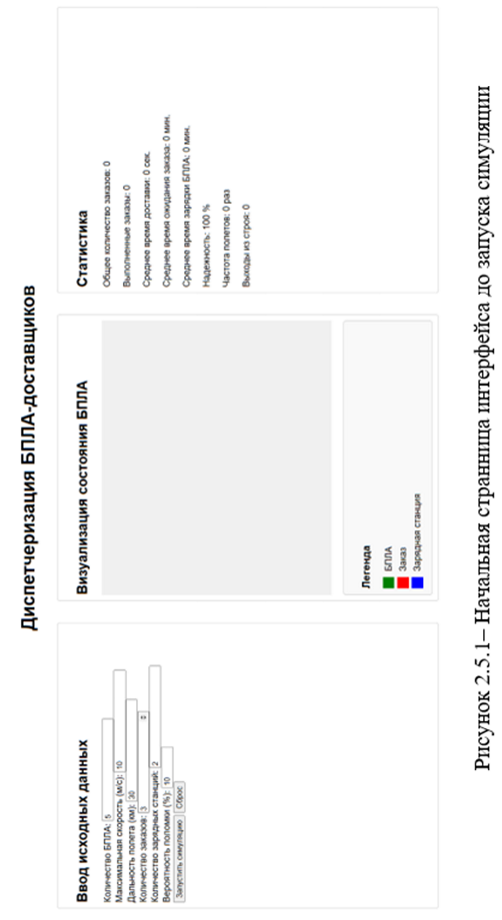 Диспетчеризация БПЛА-доставщиков
Ввод исходных данных
Количество БПЛА: 5
Максимальная скорость (м/с): 10
Дальность полета (км): 30
Количество заказов: 3
Количество зарядных станций: 2
Вероятность поломки (%): 10
Запустить симуляцию Сброс
Визуализация состояния БПЛА
Легенда
БПЛА
Заказ
Зарядная станция
Статистика
Общее количество заказов: 0
Выполненные заказы: 0
Среднее время доставки: 0 сек.
Среднее время ожидания заказа: 0 мин.
Среднее время зарядки БПЛА: 0 мин.
Надежность: 100 %
Частота полетов: 0 раз
Выходы из строя: 0
Рисунок 2.5.1– Начальная странница интерфейса до запуска симуляции